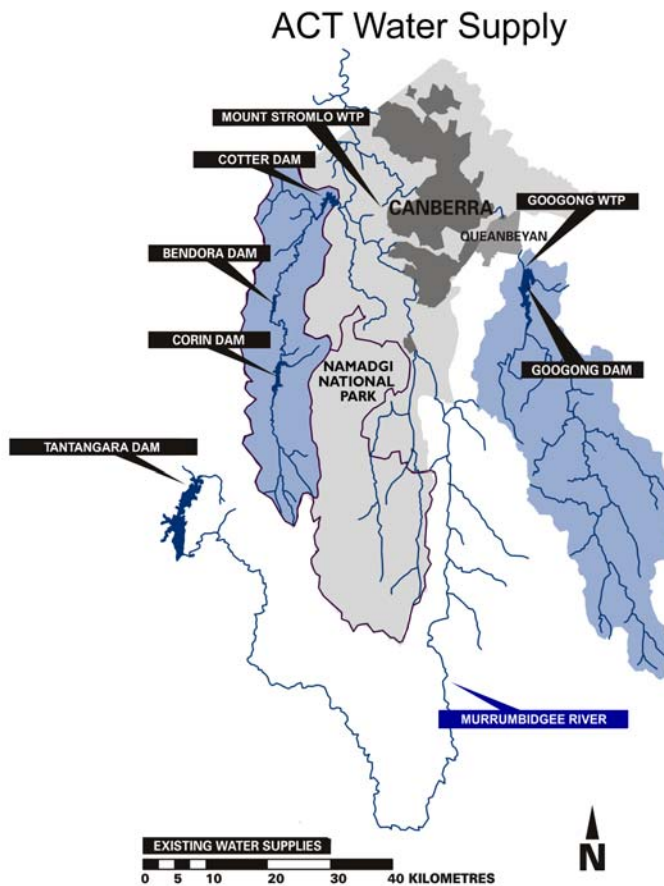 ACT Water Supply
MOUNT STROMLO WTP
COTTER DAM
CANBERRA
GOOGONG WTP
QUEANBEYAN
BENDORA DAM
CORIN DAM
NAMADGI
NATIONAL
PARK
GOOGONG DAM
TANTANGARA DAM
MURRUMBIDGEE RIVER
EXISTING WATER SUPPLIES
0 5 10 20 30 40 KILOMETRES
N